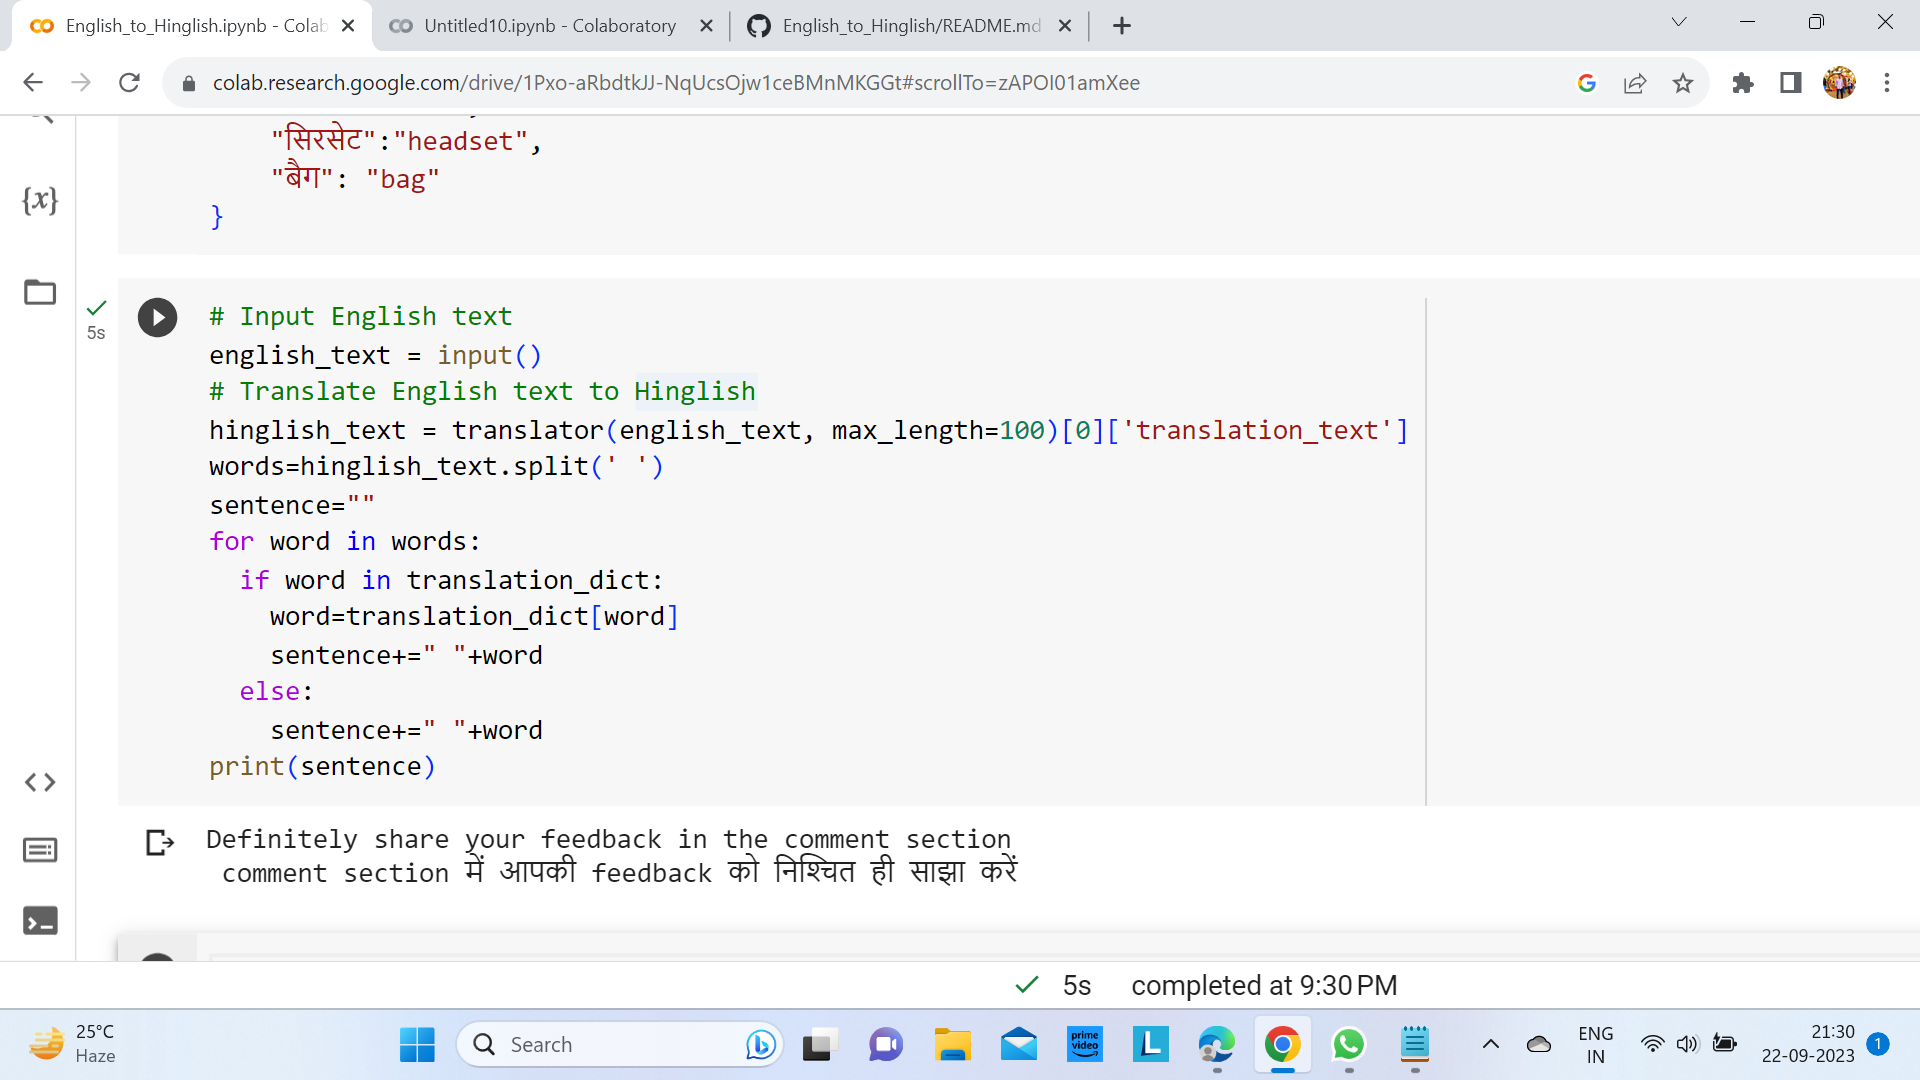 English_to_Hinglish.ipynb - Colab
Untitled10.ipynb - Colaboratory
English_to_Hinglish/README.md
colab.research.google.com/drive/1Pxo-aRbdtkJJ-NqUcsOjw1ceBMnMKGGt#scrollTo=zAPOI01amXee
"सिरसेट":"headset",
"बैग": "bag"
}
{x}
5s
# Input English text
english_text = input()
# Translate English text to Hinglish
hinglish_text = translator(english_text, max_length=100)[0]['translation_text']
words=hinglish_text.split(' ')
sentence=""
for word in words:
if word in translation_dict:
word=translation_dict[word]
sentence+=" "+word
else:
sentence+=" "+word
print(sentence)
Definitely share your feedback in the comment section
comment section में आपकी feedback को निश्चित ही साझा करें
5s completed at 9:30 PM
25°C
Haze
Search
prime video
L
ENG
IN
21:30
22-09-2023
1